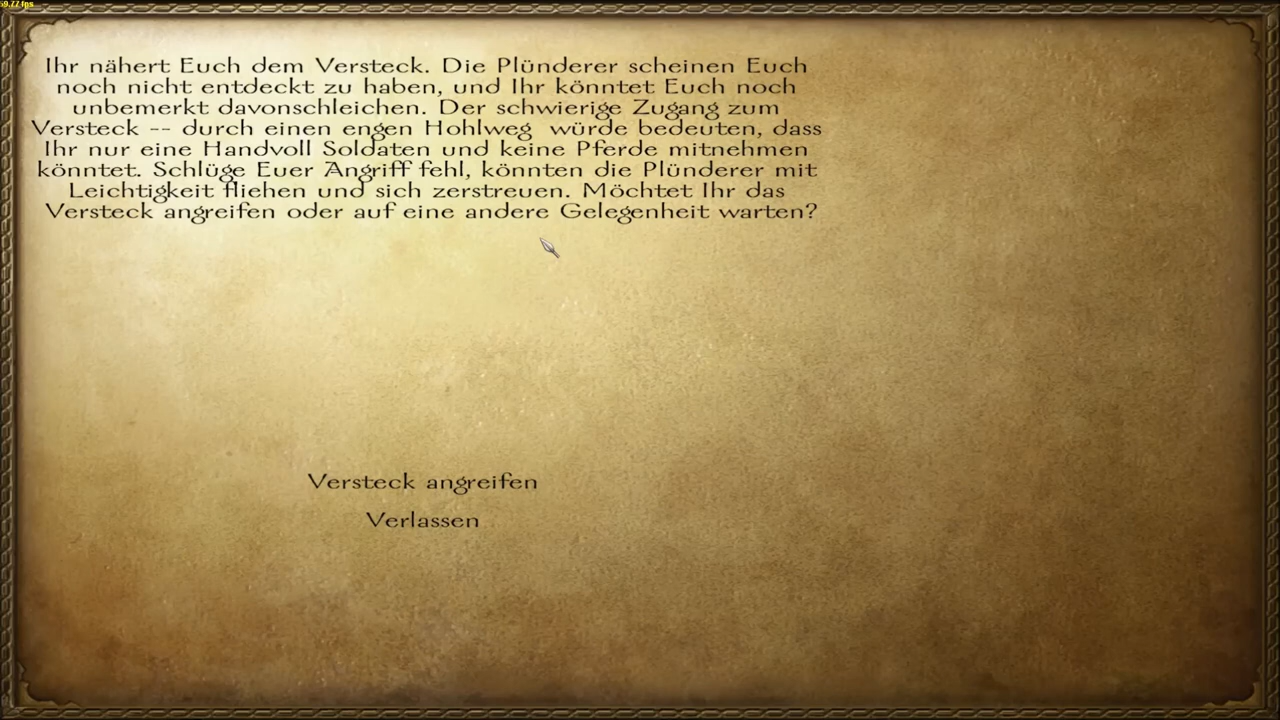 59.77 fps
Ihr nähert Euch dem Versteck. Die Plünderer scheinen Euch
noch nicht entdeckt zu haben, und Ihr könntet Euch noch
unbemerkt davonschleichen. Der schwierige Zugang zum
Versteck -- durch einen engen Hohlweg würde bedeuten, dass
Ihr nur eine Handvoll Soldaten und keine Pferde mitnehmen
könntet. Schlüge Euer Angriff fehl, könnten die Plünderer mit
Leichtigkeit fliehen und sich zerstreuen. Möchtet Ihr das
Versteck angreifen oder auf eine andere Gelegenheit warten?
Versteck angreifen
Verlassen